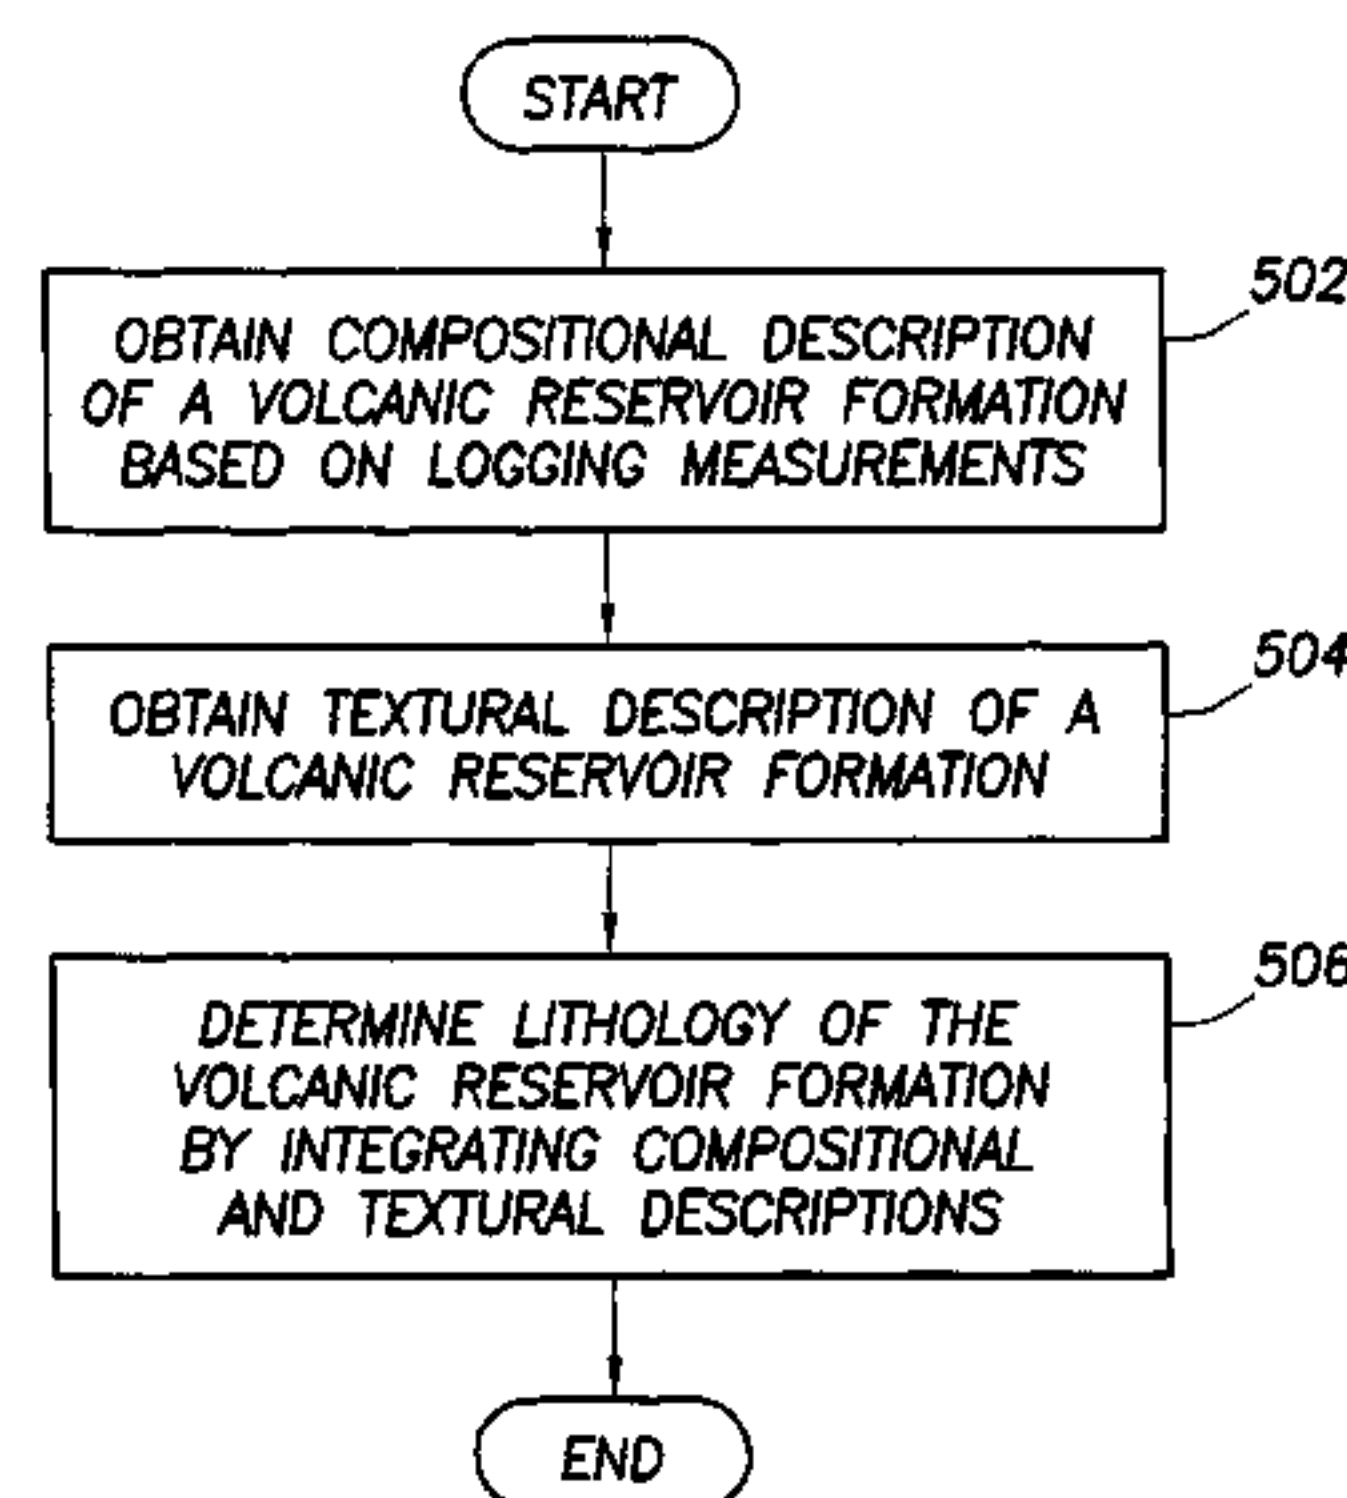 START
502
OBTAIN COMPOSITIONAL DESCRIPTION
OF A VOLCANIC RESERVOIR FORMATION
BASED ON LOGGING MEASUREMENTS
504
OBTAIN TEXTURAL DESCRIPTION OF A
VOLCANIC RESERVOIR FORMATION
506
DETERMINE LITHOLOGY OF THE
VOLCANIC RESERVOIR FORMATION
BY INTEGRATING COMPOSITIONAL
AND TEXTURAL DESCRIPTIONS
END